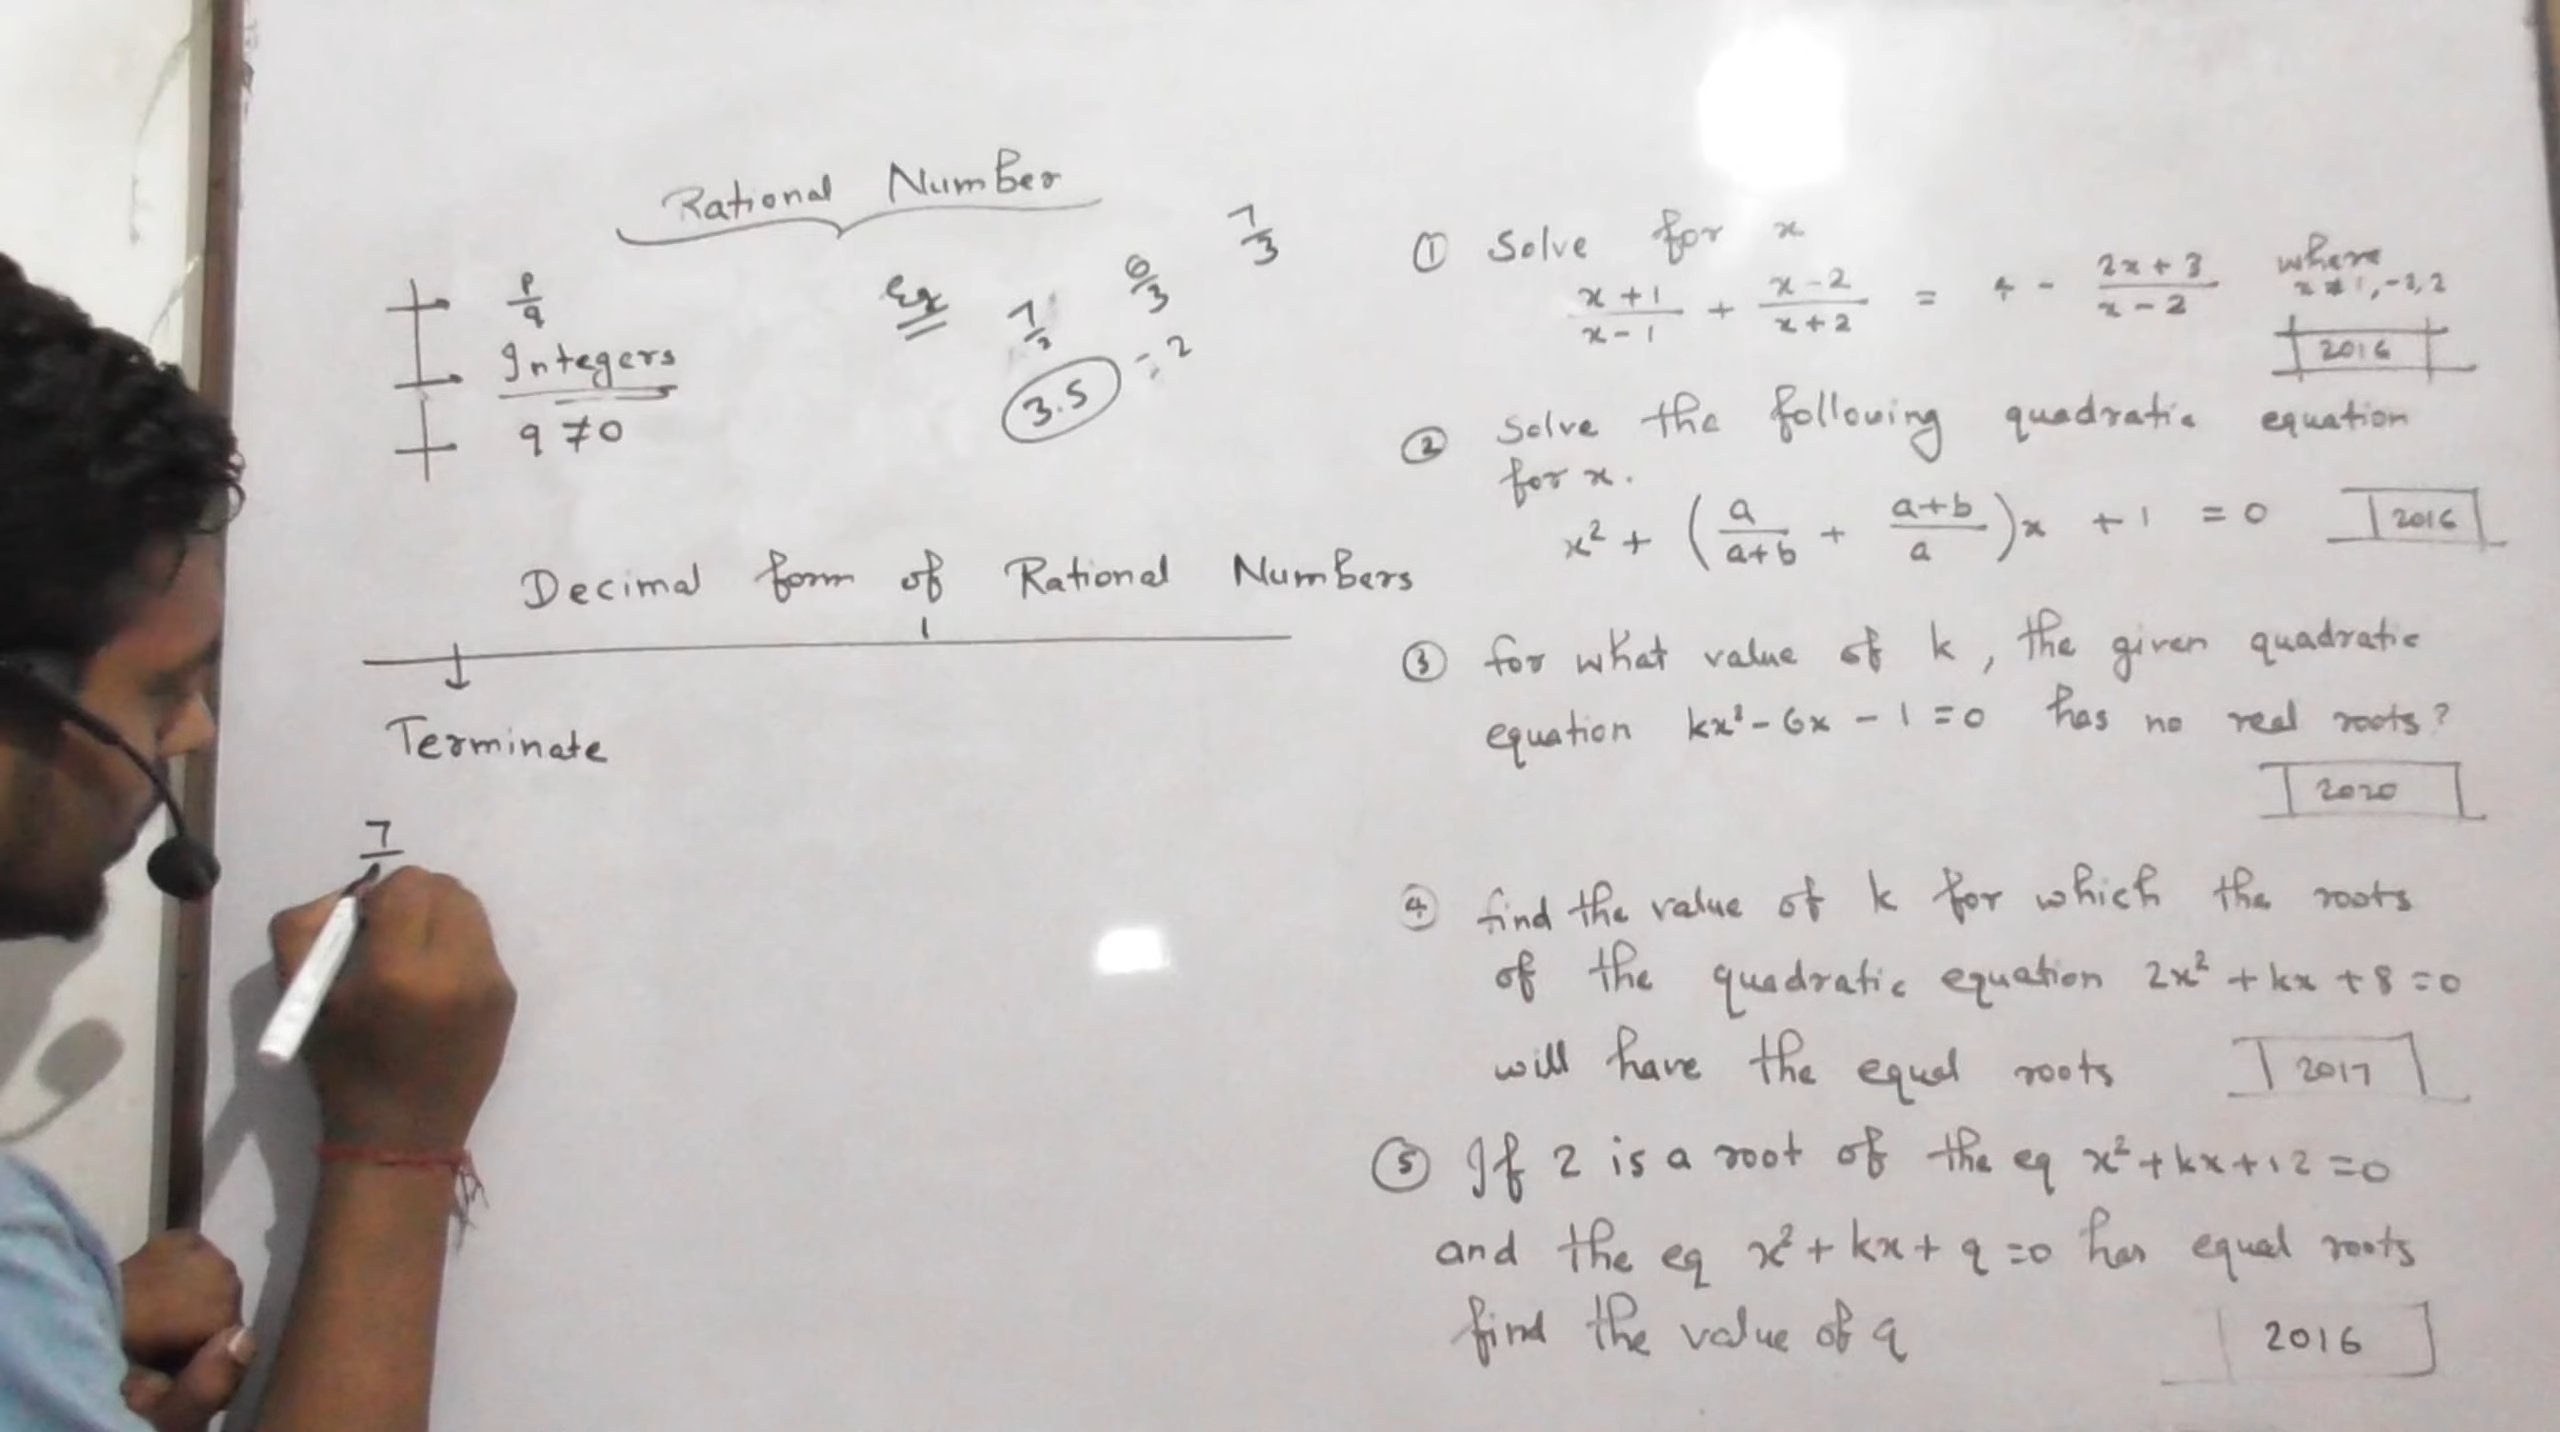 Rational Number
p/q
Integers
q ≠ 0
Ex 7/2 6/3 7/3
3.5 = 2
Decimal form of Rational Numbers
Terminate
7
① Solve for x
x+1/x-1 + x-2/x+2 = 4 - 2x+3/x-2 where
x ≠ 1, -2, 2
2016
② Solve the following quadratic equation
for x.
x² + (a/a+b + a+b/a)x + 1 = 0 2016
③ for what value of k, the given quadratic
equation kx² - 6x - 1 = 0 has no real roots?
2020
④ find the value of k for which the roots
of the quadratic equation 2x² + kx + 8 = 0
will have the equal roots 2017
⑤ If 2 is a root of the eq x² + kx + 12 = 0
and the eq x² + kx + q = 0 has equal roots
find the value of q 2016